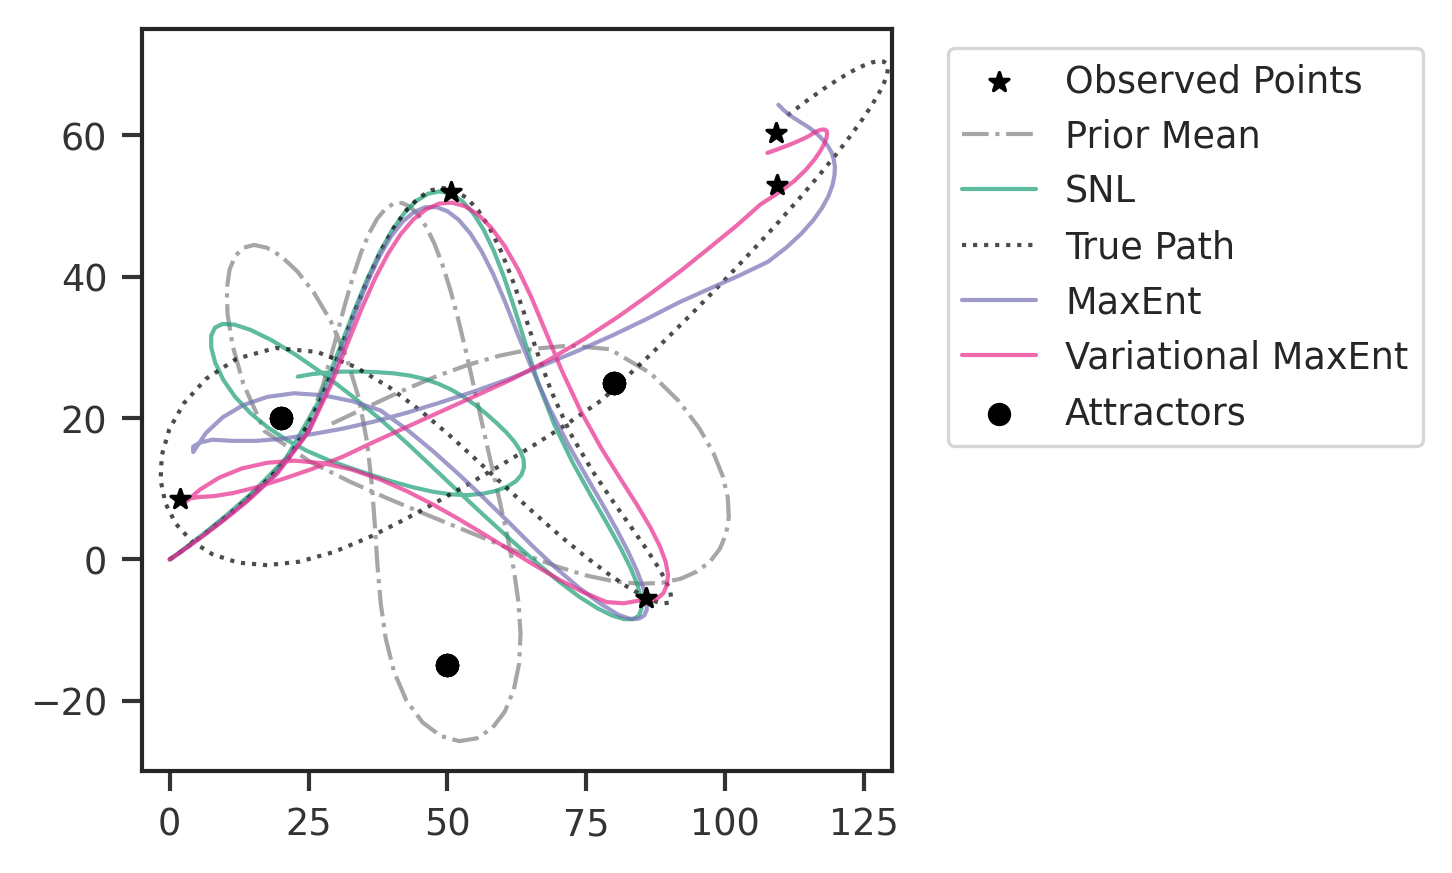 60
40
20
0
−20
0 25 50 75 100 125
Observed Points
Prior Mean
SNL
True Path
MaxEnt
Variational MaxEnt
Attractors